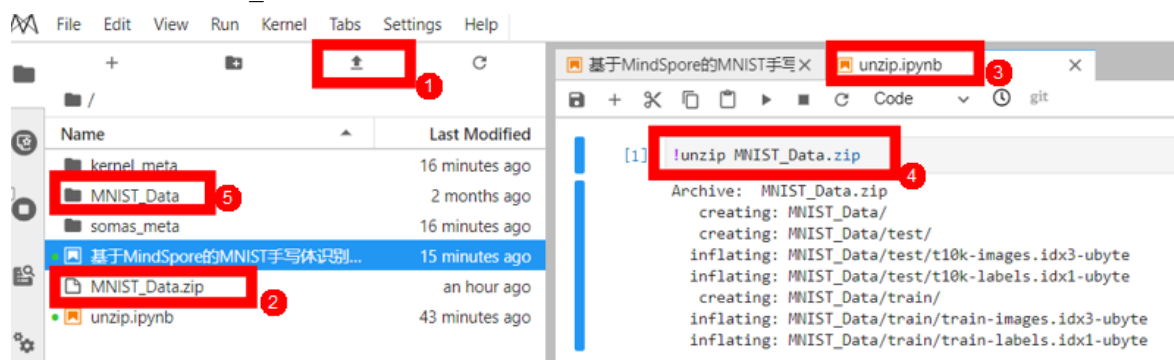 File Edit View Run Kernel Tabs Settings Help
1
基于MindSpore的MNIST手写 unzip.ipynb 3
/
Code git
Name Last Modified
kernel_meta 16 minutes ago
MNIST_Data 5 2 months ago
somas_meta 16 minutes ago
基于MindSpore的MNIST手写体识别... 15 minutes ago
MNIST_Data.zip 2 an hour ago
unzip.ipynb 43 minutes ago
[1] !unzip MNIST_Data.zip 4
Archive: MNIST_Data.zip
creating: MNIST_Data/
creating: MNIST_Data/test/
inflating: MNIST_Data/test/t10k-images.idx3-ubyte
inflating: MNIST_Data/test/t10k-labels.idx1-ubyte
creating: MNIST_Data/train/
inflating: MNIST_Data/train/train-images.idx3-ubyte
inflating: MNIST_Data/train/train-labels.idx1-ubyte